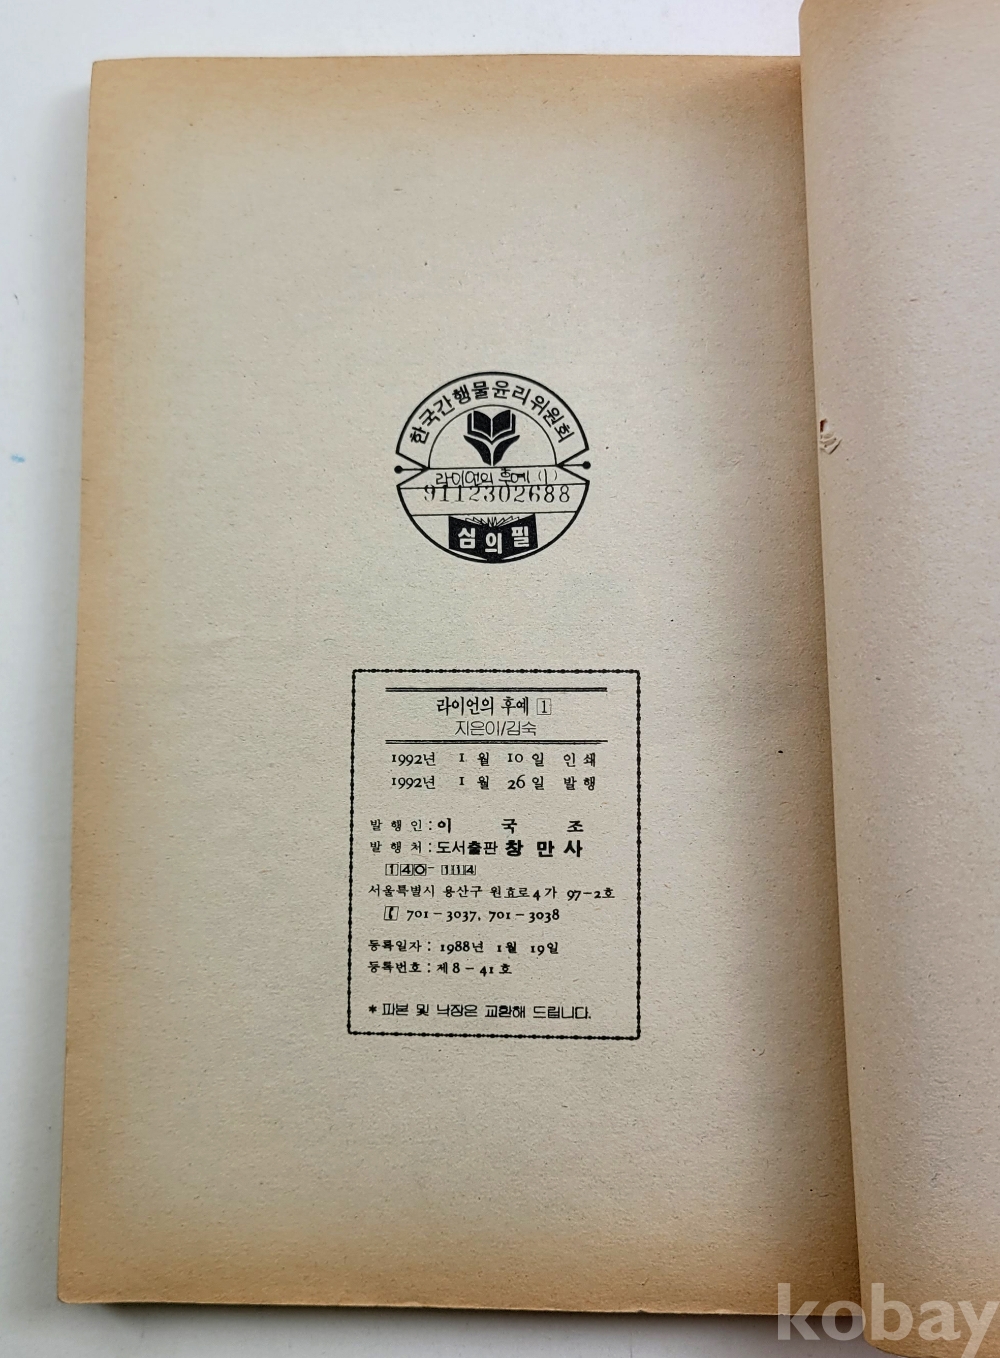 한국간행물윤리위원회
라이언의 후예 (1)
9112302688
심의필
라이언의 후예 1
지은이/김숙
1992년 1 월 10 일 인 쇄
1992년 1 월 26 일 발 행
발 행 인 : 이 국 조
발 행 처 : 도서출판 창 만 사
140-114
서울특별시 용산구 원효로4가 97-2호
701-3037, 701-3038
등록일자 : 1988년 1월 19일
등록번호 : 제 8-41 호
* 파본 및 낙장은 교환해 드립니다.
kobay